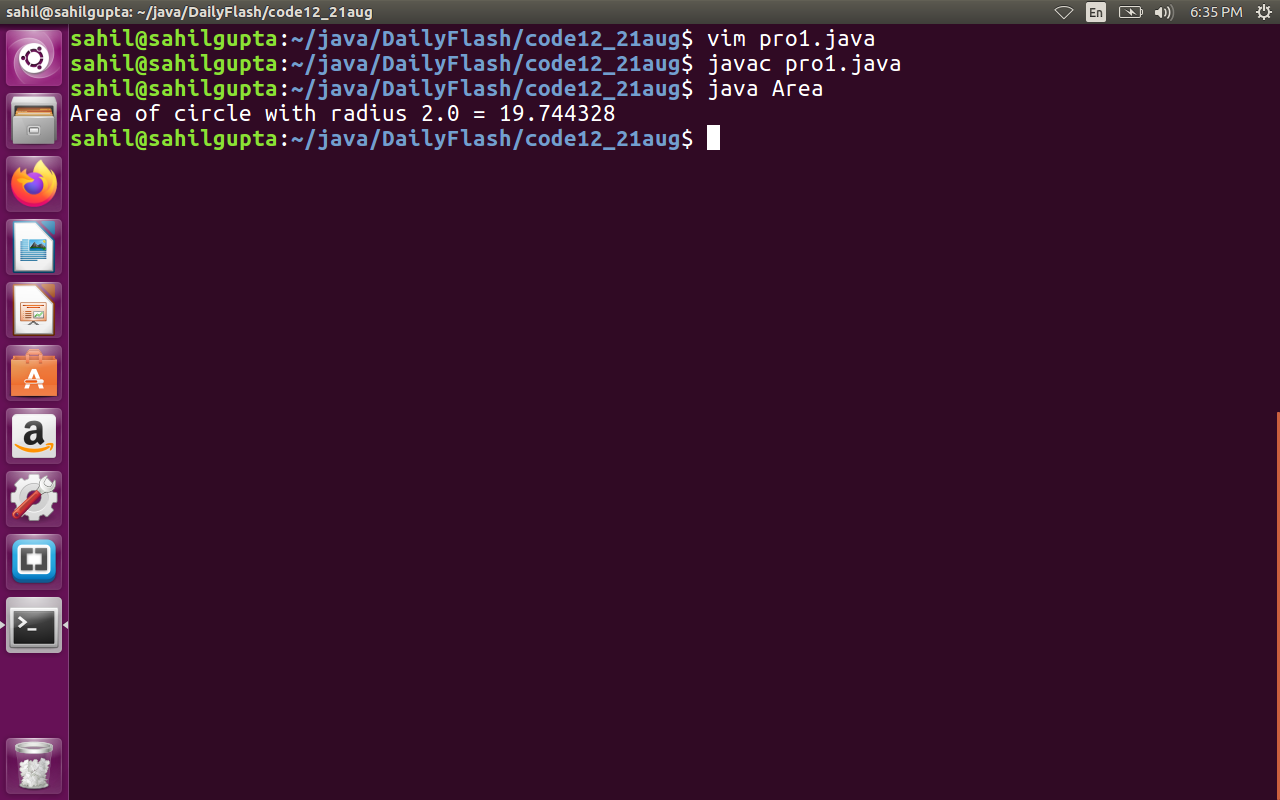 sahil@sahilgupta: ~/java/DailyFlash/code12_21aug
En
6:35 PM
sahil@sahilgupta:~/java/DailyFlash/code12_21aug$ vim pro1.java
sahil@sahilgupta:~/java/DailyFlash/code12_21aug$ javac pro1.java
sahil@sahilgupta:~/java/DailyFlash/code12_21aug$ java Area
Area of circle with radius 2.0 = 19.744328
sahil@sahilgupta:~/java/DailyFlash/code12_21aug$